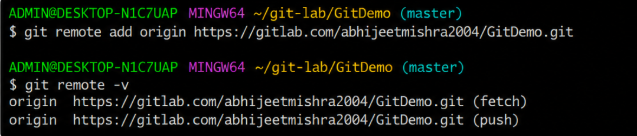 ADMIN@DESKTOP-N1C7UAP MINGW64 ~/git-lab/GitDemo (master)
$ git remote add origin https://gitlab.com/abhijeetmishra2004/GitDemo.git
ADMIN@DESKTOP-N1C7UAP MINGW64 ~/git-lab/GitDemo (master)
$ git remote -v
origin  https://gitlab.com/abhijeetmishra2004/GitDemo.git (fetch)
origin  https://gitlab.com/abhijeetmishra2004/GitDemo.git (push)